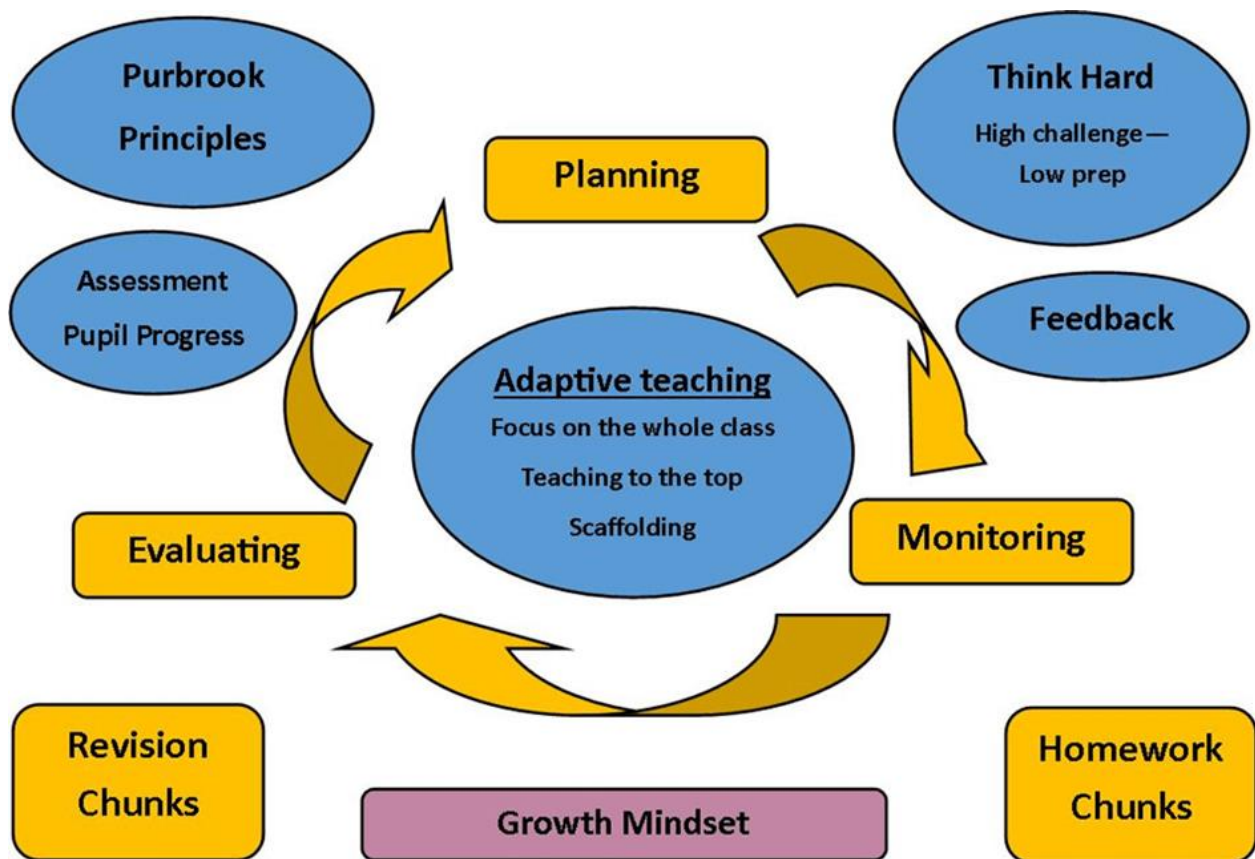 Purbrook
Principles
Think Hard
High challenge—
Low prep
Planning
Assessment
Pupil Progress
Feedback
Adaptive teaching
Focus on the whole class
Teaching to the top
Scaffolding
Evaluating
Monitoring
Revision
Chunks
Homework
Chunks
Growth Mindset